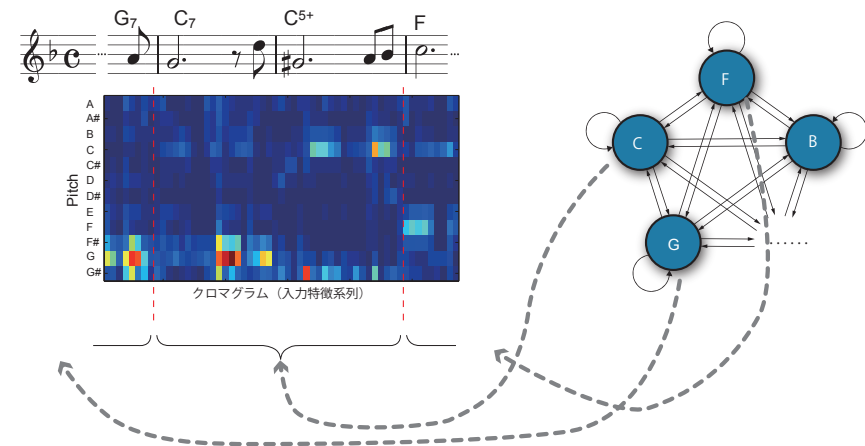 G7 C7 C5+ F
... ...
Pitch
A
A#
B
C
C#
D
D#
E
F
F#
G
G#
クロマグラム（入力特徴系列）
F
C
B
G
......